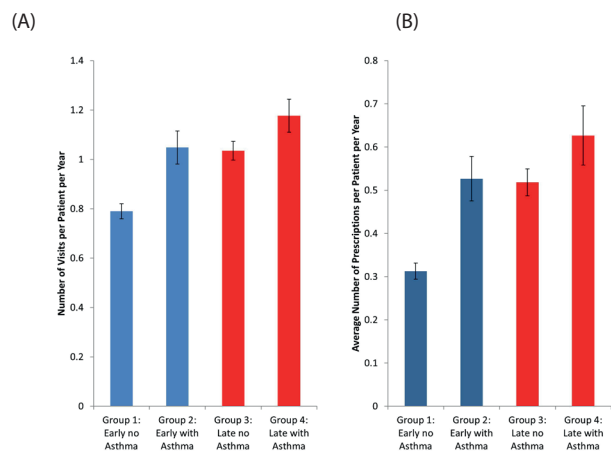 (A)
Number of Visits per Patient per Year
1.4
1.2
1
0.8
0.6
0.4
0.2
0
Group 1:
Early no
Asthma
Group 2:
Early with
Asthma
Group 3:
Late no
Asthma
Group 4:
Late with
Asthma
(B)
Average Number of Prescriptions per Patient per Year
0.8
0.7
0.6
0.5
0.4
0.3
0.2
0.1
0
Group 1:
Early no
Asthma
Group 2:
Early with
Asthma
Group 3:
Late no
Asthma
Group 4:
Late with
Asthma